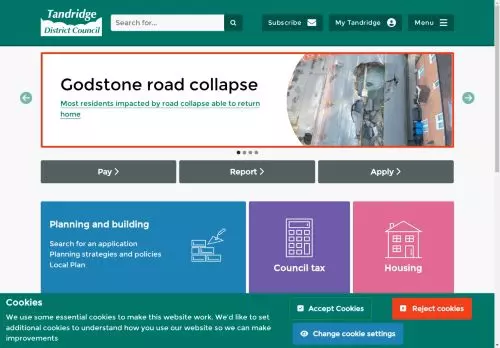 Tandridge
District Council
Search for...
Subscribe
My Tandridge
Menu
Godstone road collapse
Most residents impacted by road collapse able to return
home
Pay
Report
Apply
Planning and building
Search for an application
Planning strategies and policies
Local Plan
Council tax
Housing
Cookies
We use some essential cookies to make this website work. We'd like to set
additional cookies to understand how you use our website so we can make
improvements
Accept Cookies
Reject cookies
Change cookie settings